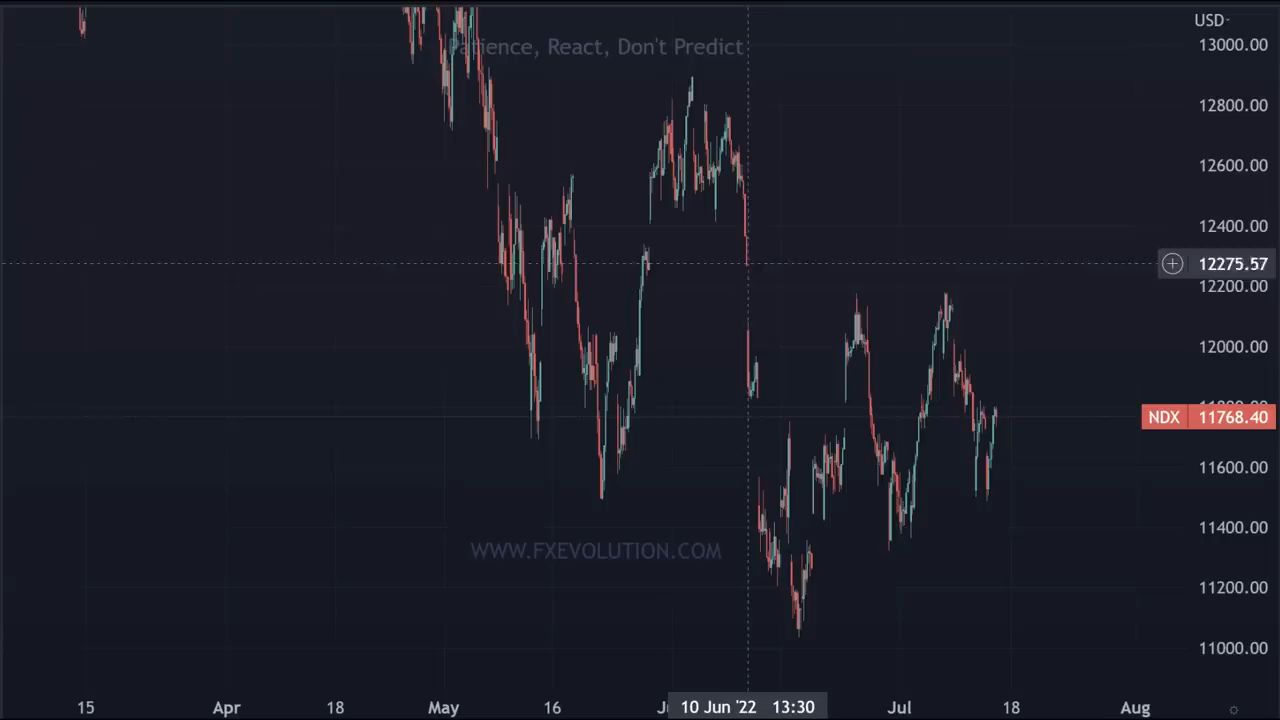 USD
Patience, React, Don't Predict
13000.00
12800.00
12600.00
12400.00
12275.57
12200.00
12000.00
11800.00
NDX 11768.40
11600.00
11400.00
WWW.FXEVOLUTION.COM
11200.00
11000.00
15 Apr 18 May 16 10 Jun '22 13:30 Jul 18 Aug